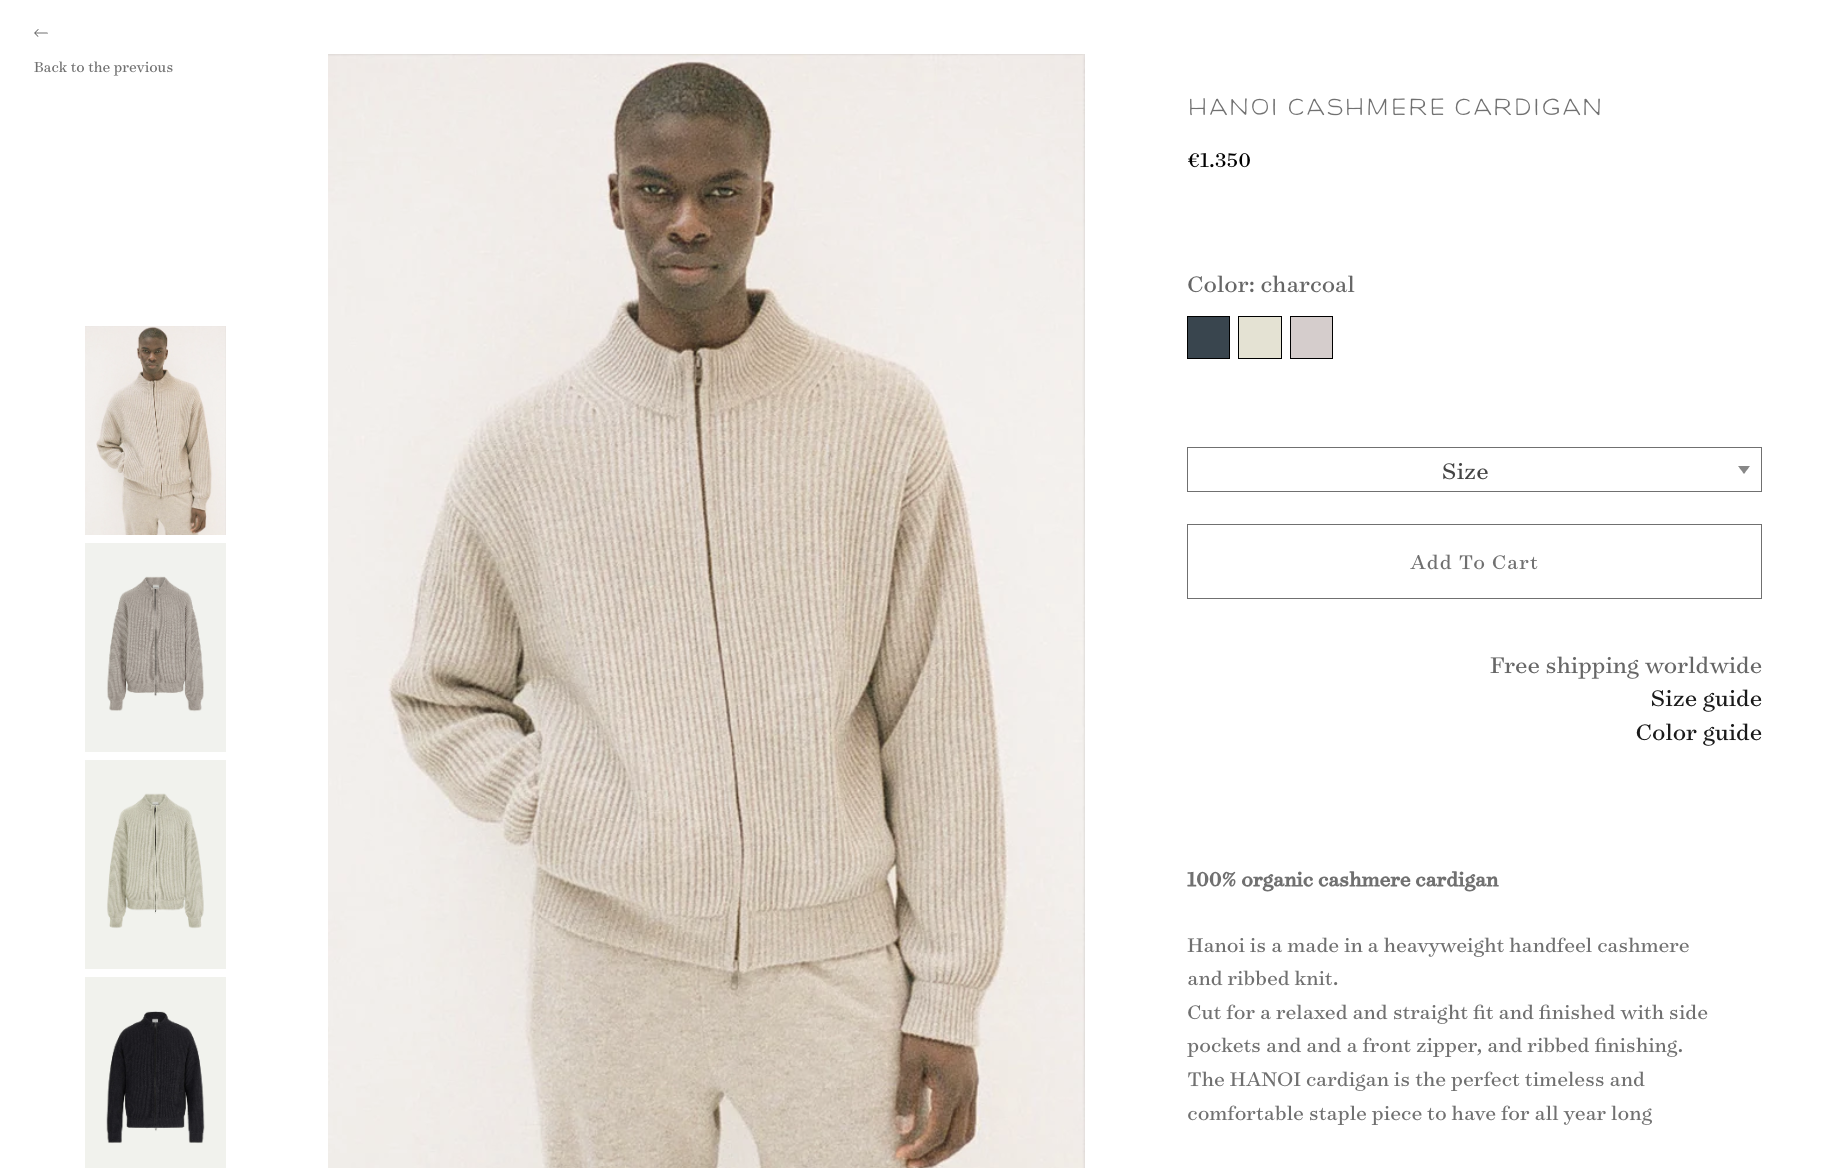 ←
Back to the previous
HANOI CASHMERE CARDIGAN
€1.350
Color: charcoal
Size
Add To Cart
Free shipping worldwide
Size guide
Color guide
100% organic cashmere cardigan
Hanoi is a made in a heavyweight handfeel cashmere
and ribbed knit.
Cut for a relaxed and straight fit and finished with side
pockets and and a front zipper, and ribbed finishing.
The HANOI cardigan is the perfect timeless and
comfortable staple piece to have for all year long